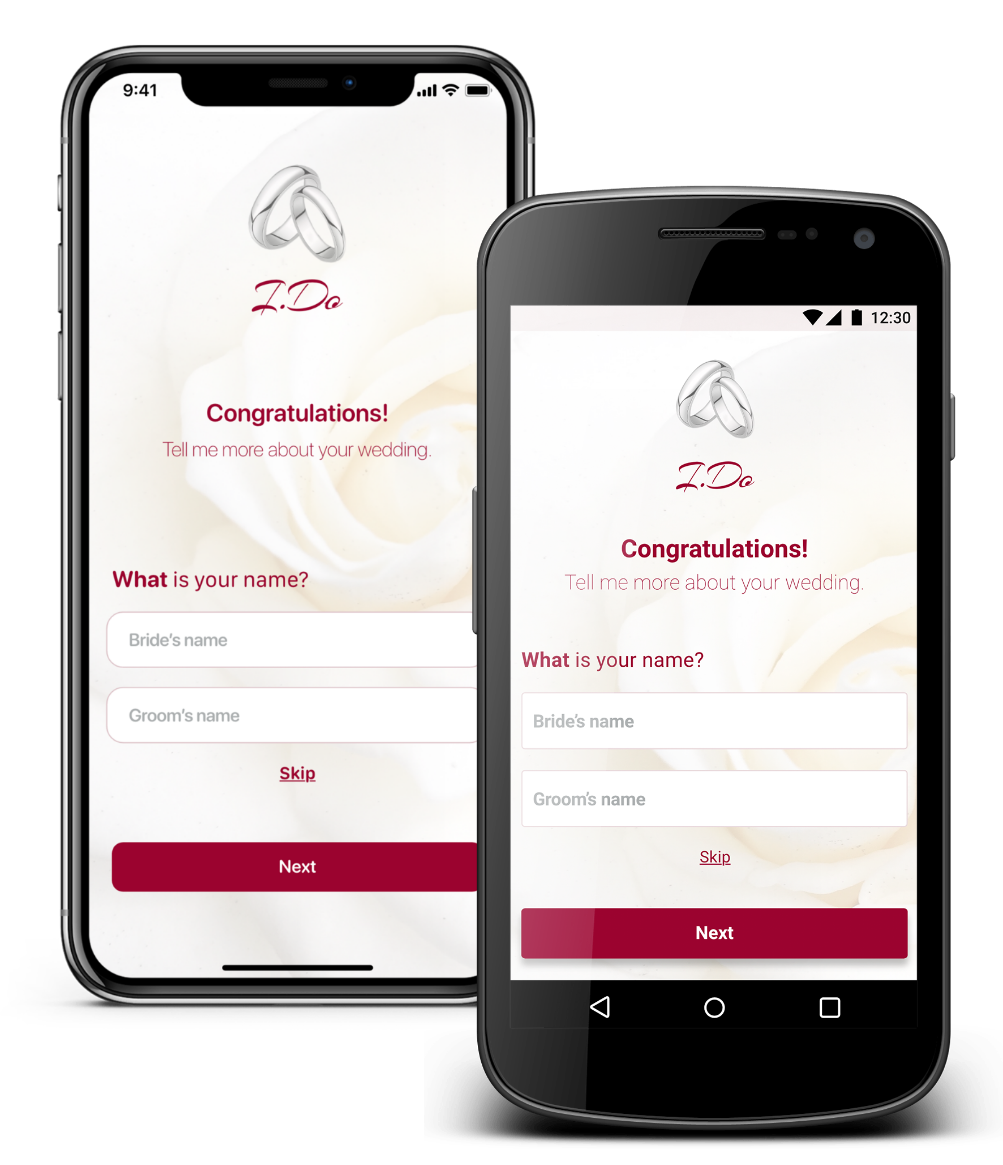 9:41
I.Do
Congratulations!
Tell me more about your wedding.
What is your name?
Bride's name
Groom's name
Skip
Next
12:30
I.Do
Congratulations!
Tell me more about your wedding.
What is your name?
Bride's name
Groom's name
Skip
Next